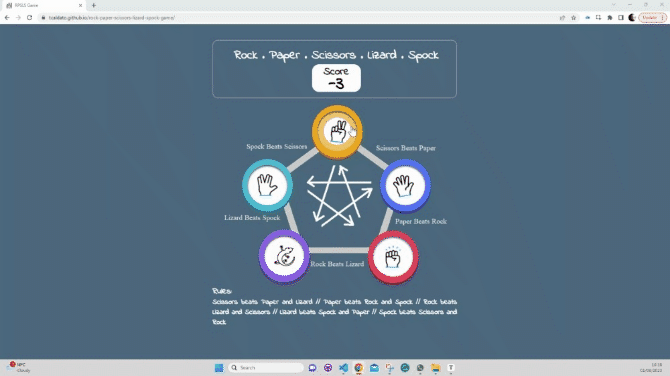 RPSLS Game
Update
Rock . Paper . Scissors . Lizard . Spock
Score
-3
Spock Beats Scissors
Scissors Beats Paper
Lizard Beats Spock
Paper Beats Rock
Rock Beats Lizard
Rules:
Scissors beats Paper and Lizard // Paper beats Rock and Spock // Rock beats
Lizard and Scissors // Lizard beats Spock and Paper // Spock beats Scissors and
Rock
Search